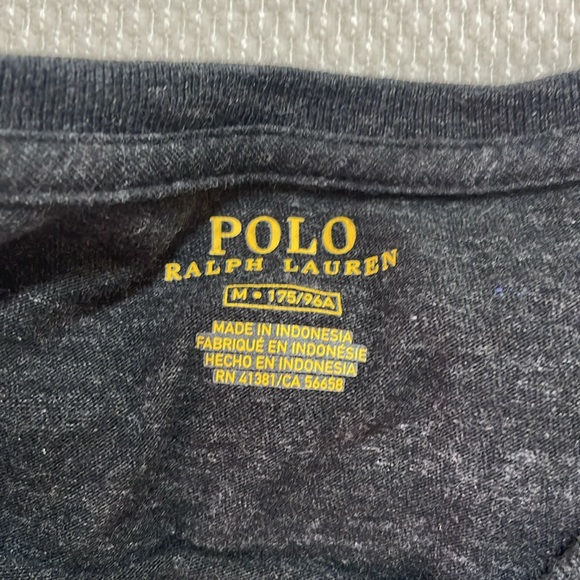 POLO
RALPH LAUREN
M • 175/96A
MADE IN INDONESIA
FABRIQUÉ EN INDONÉSIE
HECHO EN INDONESIA
RN 41381/CA 56658